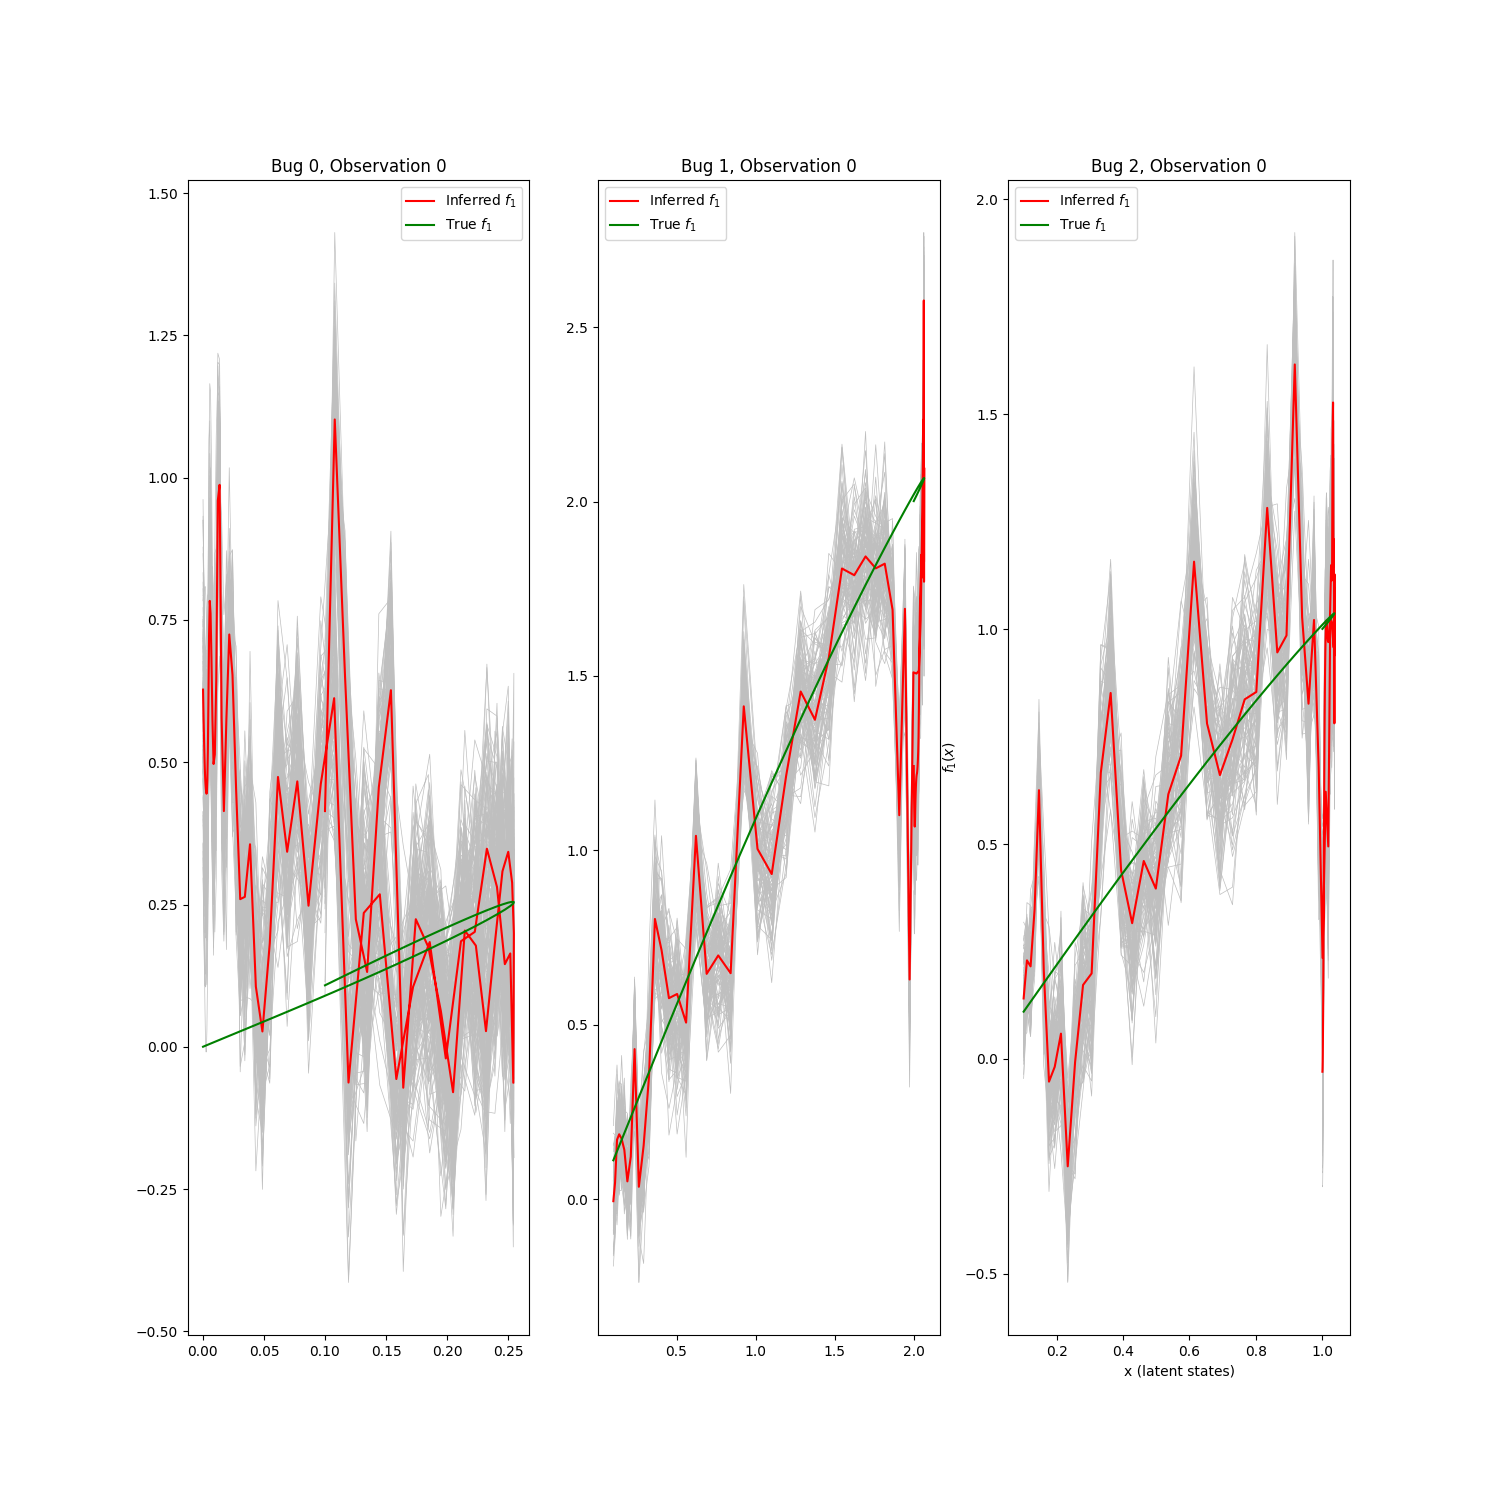 Bug 0, Observation 0
Inferred f₁
True f₁
1.50
1.25
1.00
0.75
0.50
0.25
0.00
−0.25
−0.50
0.00 0.05 0.10 0.15 0.20 0.25
Bug 1, Observation 0
Inferred f₁
True f₁
2.5
2.0
1.5
1.0
0.5
0.0
0.5 1.0 1.5 2.0
Bug 2, Observation 0
Inferred f₁
True f₁
f₁(x)
2.0
1.5
1.0
0.5
0.0
−0.5
0.2 0.4 0.6 0.8 1.0
x (latent states)